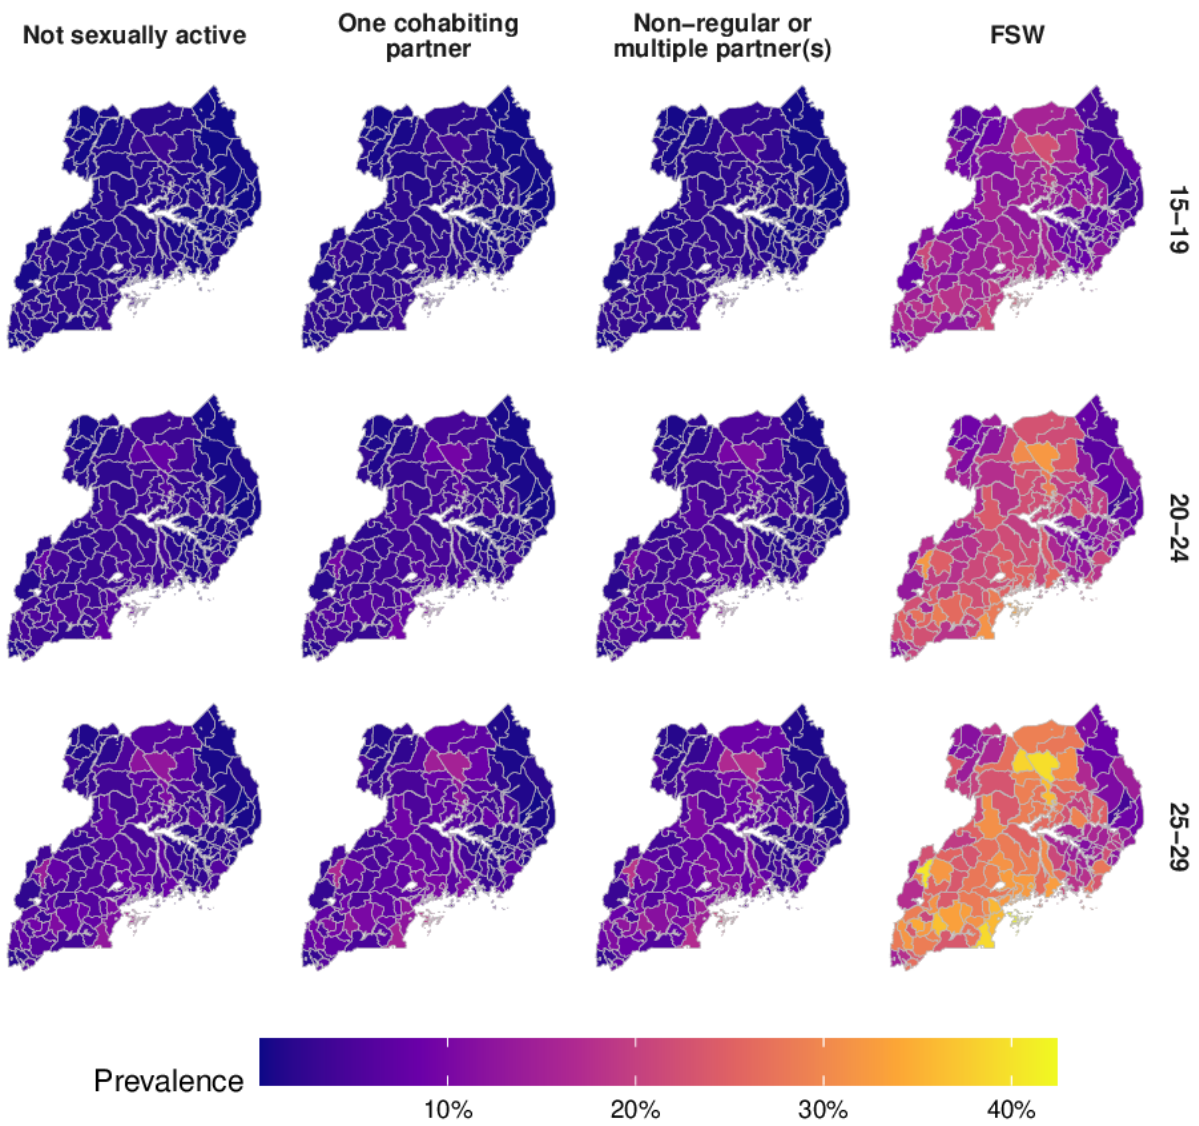 Not sexually active
One cohabiting
partner
Non−regular or
multiple partner(s)
FSW
15−19
20−24
25−29
Prevalence
10%
20%
30%
40%